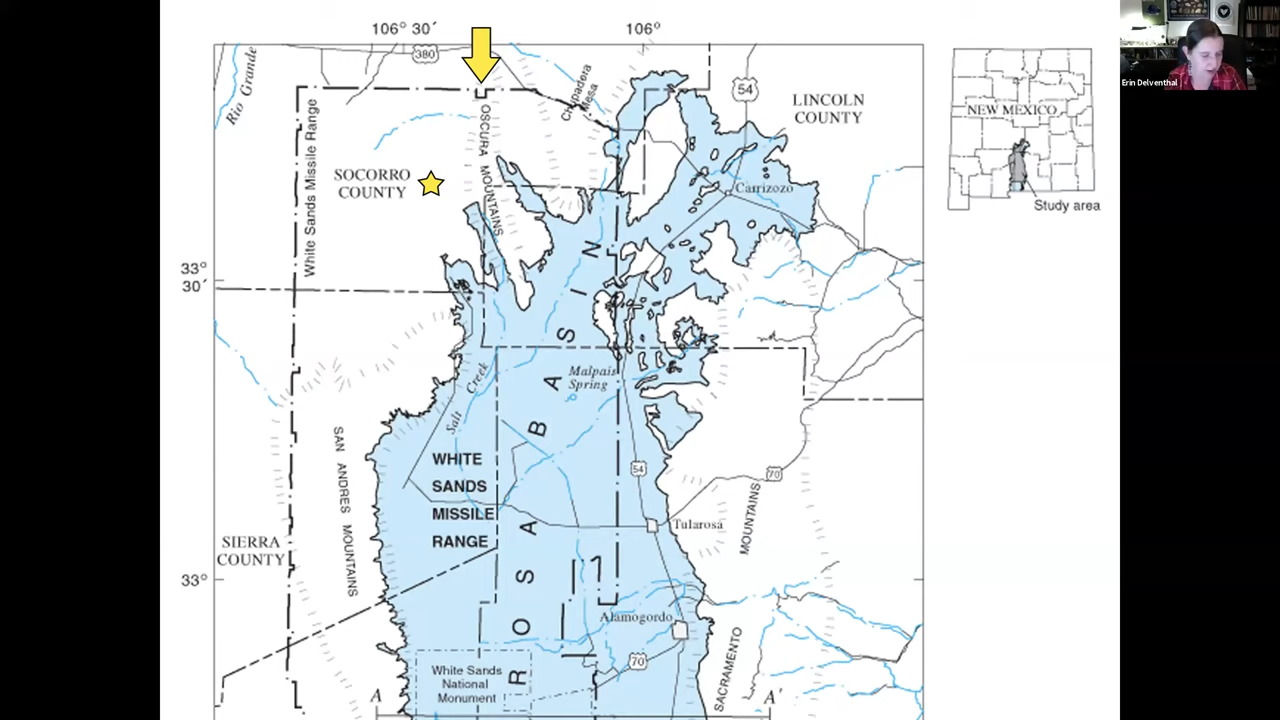 106° 30′
106°
Rio Grande
380
Chupadera
Mesa
54
LINCOLN
COUNTY
White Sands Missile Range
OSCURA MOUNTAINS
SOCORRO
COUNTY
Carrizozo
33°
30′
BASIN
Malpais
Spring
Salt Creek
WHITE
SANDS
MISSILE
RANGE
SAN ANDRES MOUNTAINS
54
70
Tularosa
MOUNTAINS
SIERRA
COUNTY
33°
ROSA
Alamogordo
70
SACRAMENTO
White Sands
National
Monument
A
A′
NEW MEXICO
Study area
Erin Delventhal